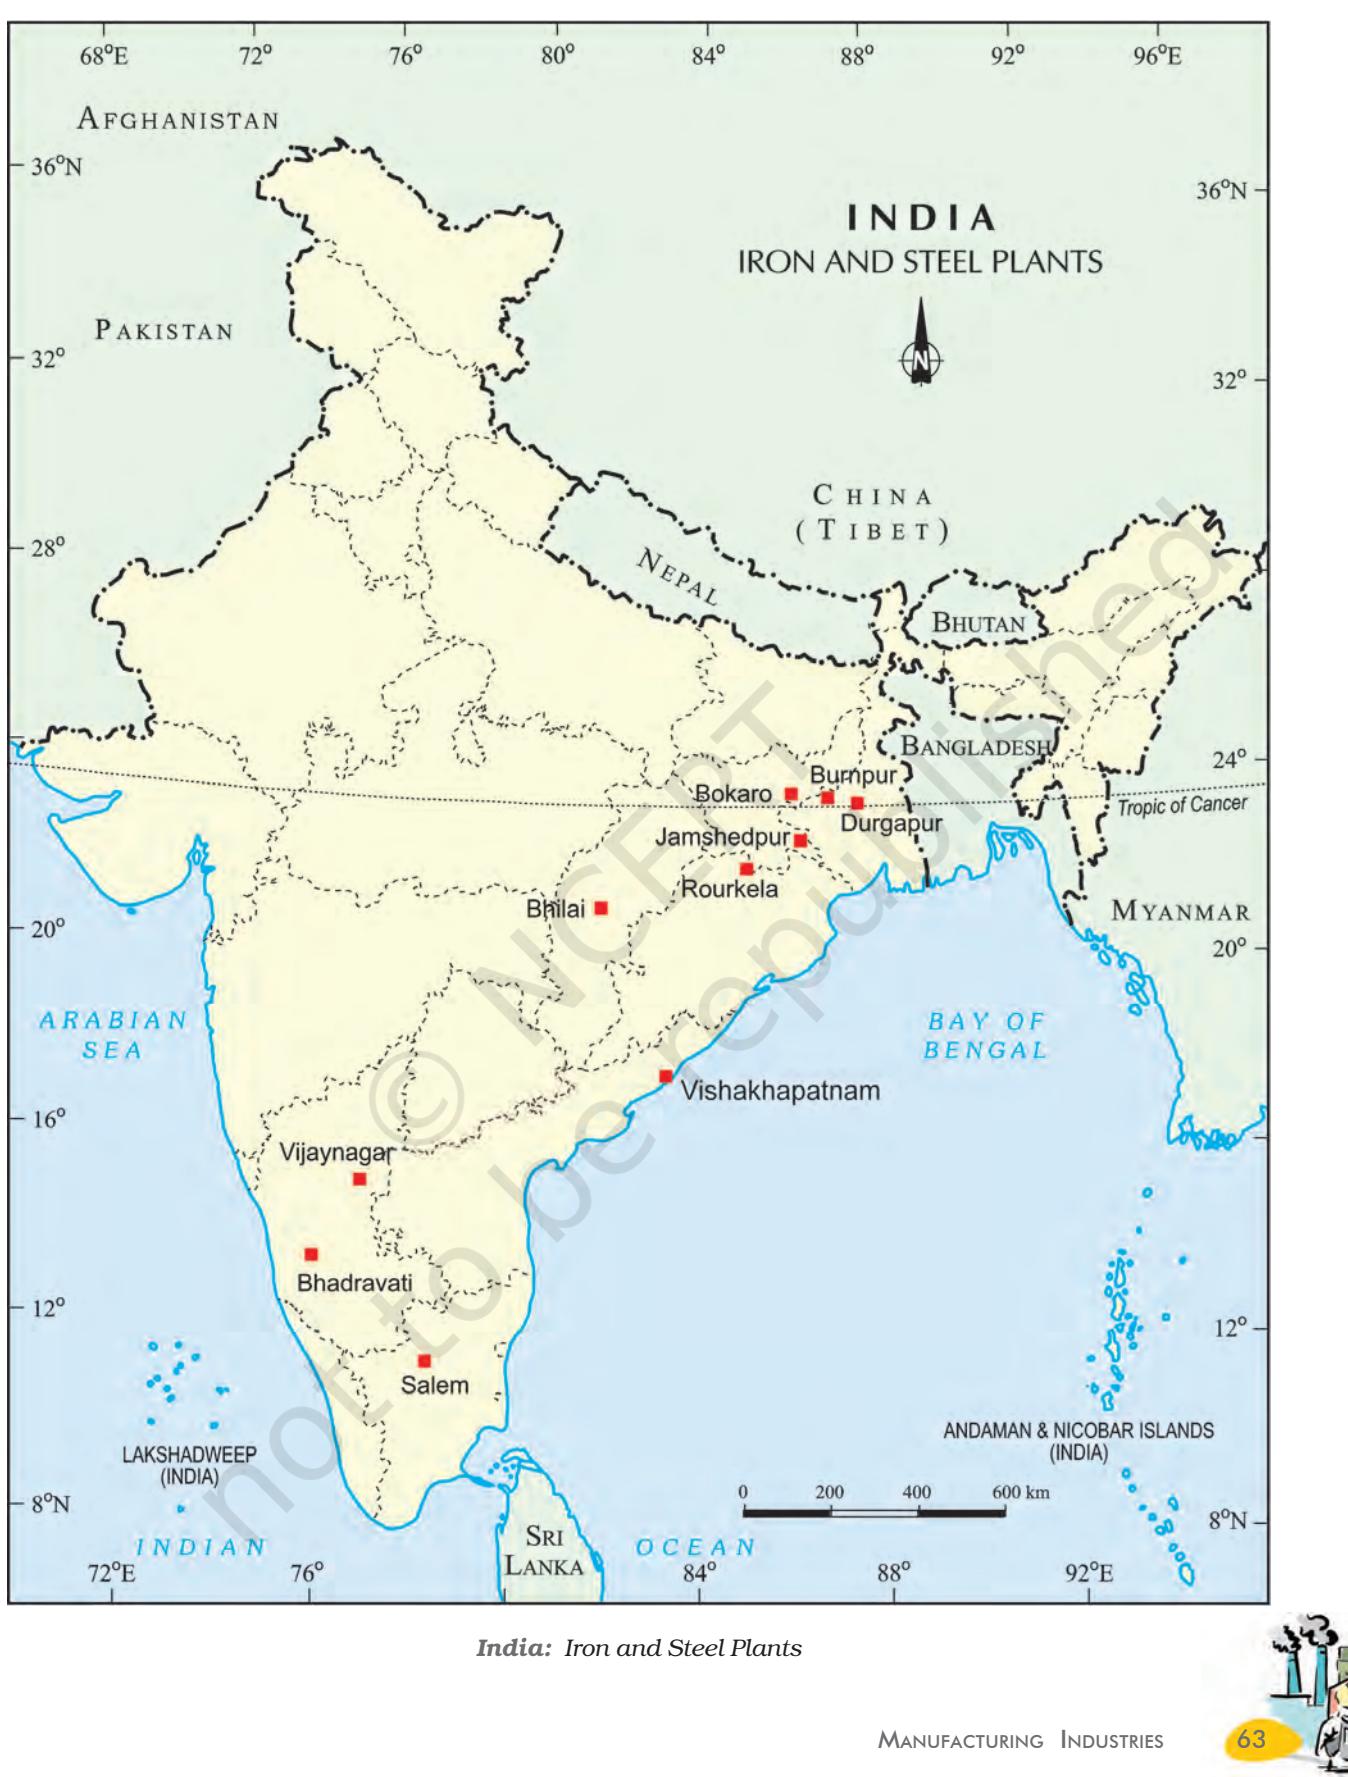 68°E 72° 76° 80° 84° 88° 92° 96°E
AFGHANISTAN
36°N
36°N
INDIA
IRON AND STEEL PLANTS
PAKISTAN
32°
N
32°
CHINA
(TIBET)
28°
NEPAL
BHUTAN
BANGLADESH
24°
Burnpur
Bokaro
Tropic of Cancer
Durgapur
Jamshedpur
Rourkela
Bhilai
MYANMAR
20°
20°
ARABIAN
SEA
BAY OF
BENGAL
Vishakhapatnam
16°
Vijaynagar
Bhadravati
12°
12°
Salem
LAKSHADWEEP
(INDIA)
ANDAMAN & NICOBAR ISLANDS
(INDIA)
0 200 400 600 km
8°N
8°N
SRI
LANKA
INDIAN OCEAN
72°E 76° 84° 88° 92°E
© NCERT
not to be republished
India: Iron and Steel Plants
MANUFACTURING INDUSTRIES 63